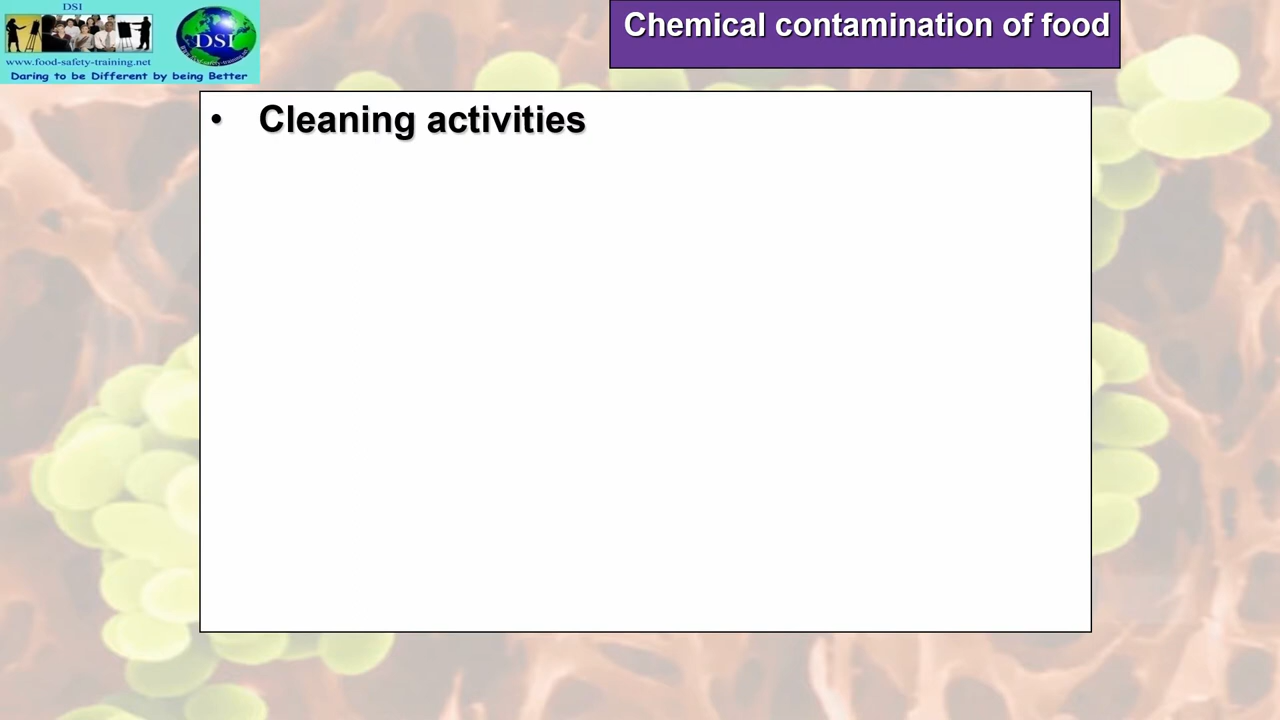 DSI
DSI
www.food-safety-training.net
Daring to be Different by being Better
Chemical contamination of food
• Cleaning activities